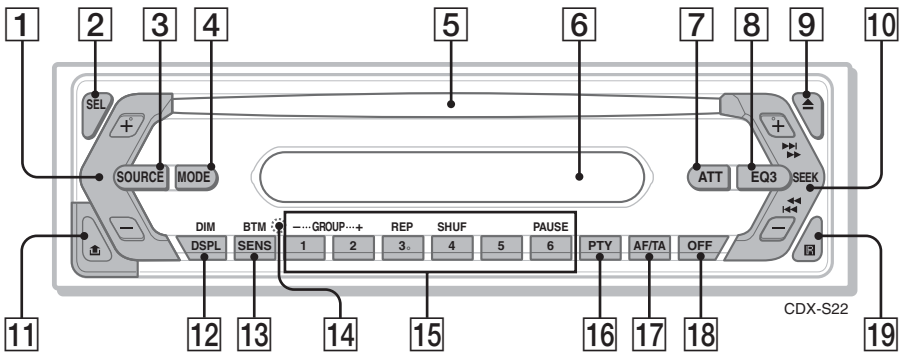 1 2 3 4 5 6 7 8 9 10
SEL
+ +
SOURCE MODE ATT EQ3 SEEK
− −
DIM BTM −···GROUP···+ REP SHUF PAUSE
DSPL SENS 1 2 3 4 5 6 PTY AF/TA OFF
IR
CDX-S22
11 12 13 14 15 16 17 18 19